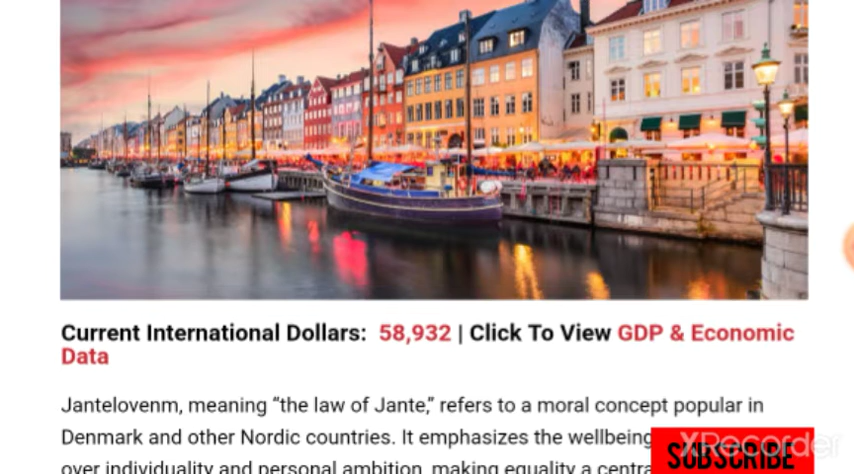 Current International Dollars: 58,932 | Click To View GDP & Economic
Data
Jantelovenm, meaning “the law of Jante,” refers to a moral concept popular in
Denmark and other Nordic countries. It emphasizes the wellbeing
over individuality and personal ambition, making equality a
XRecorder
SUBSCRIBE